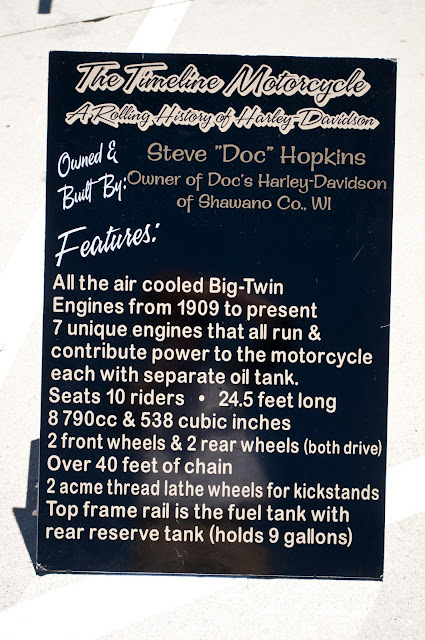 The Timeline Motorcycle
A Rolling History of Harley-Davidson
Owned &
Built By:
Steve "Doc" Hopkins
Owner of Doc's Harley-Davidson
of Shawano Co., WI
Features:
All the air cooled Big-Twin
Engines from 1909 to present
7 unique engines that all run &
contribute power to the motorcycle
each with separate oil tank.
Seats 10 riders • 24.5 feet long
8 790cc & 538 cubic inches
2 front wheels & 2 rear wheels (both drive)
Over 40 feet of chain
2 acme thread lathe wheels for kickstands
Top frame rail is the fuel tank with
rear reserve tank (holds 9 gallons)